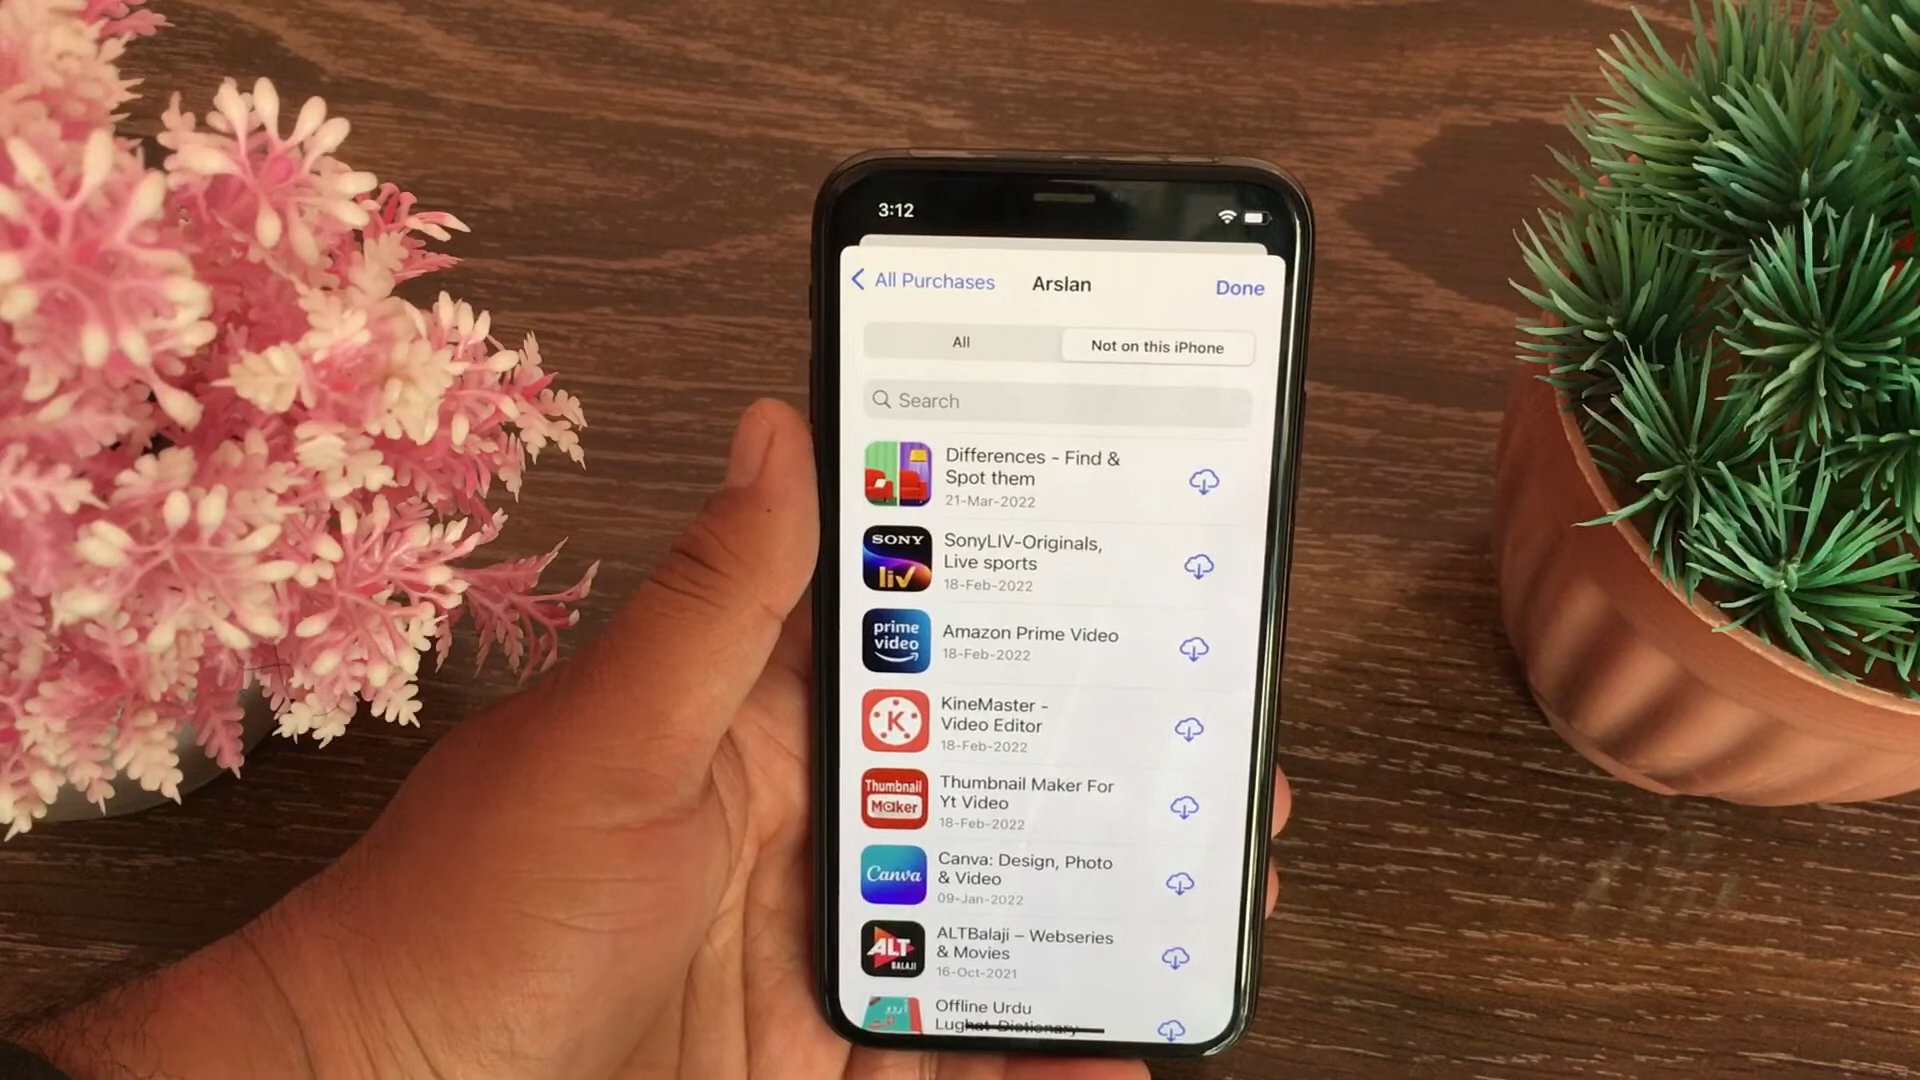 3:12
All Purchases Arslan Done
All Not on this iPhone
Search
Differences - Find &
Spot them
21-Mar-2022
SONY
liv
SonyLIV-Originals,
Live sports
18-Feb-2022
prime
video
Amazon Prime Video
18-Feb-2022
K
KineMaster -
Video Editor
18-Feb-2022
Thumbnail
Maker
Thumbnail Maker For
Yt Video
18-Feb-2022
Canva
Canva: Design, Photo
& Video
09-Jan-2022
ALT
BALAJI
ALTBalaji – Webseries
& Movies
16-Oct-2021
اردو
Offline Urdu
Lughat Dictionary